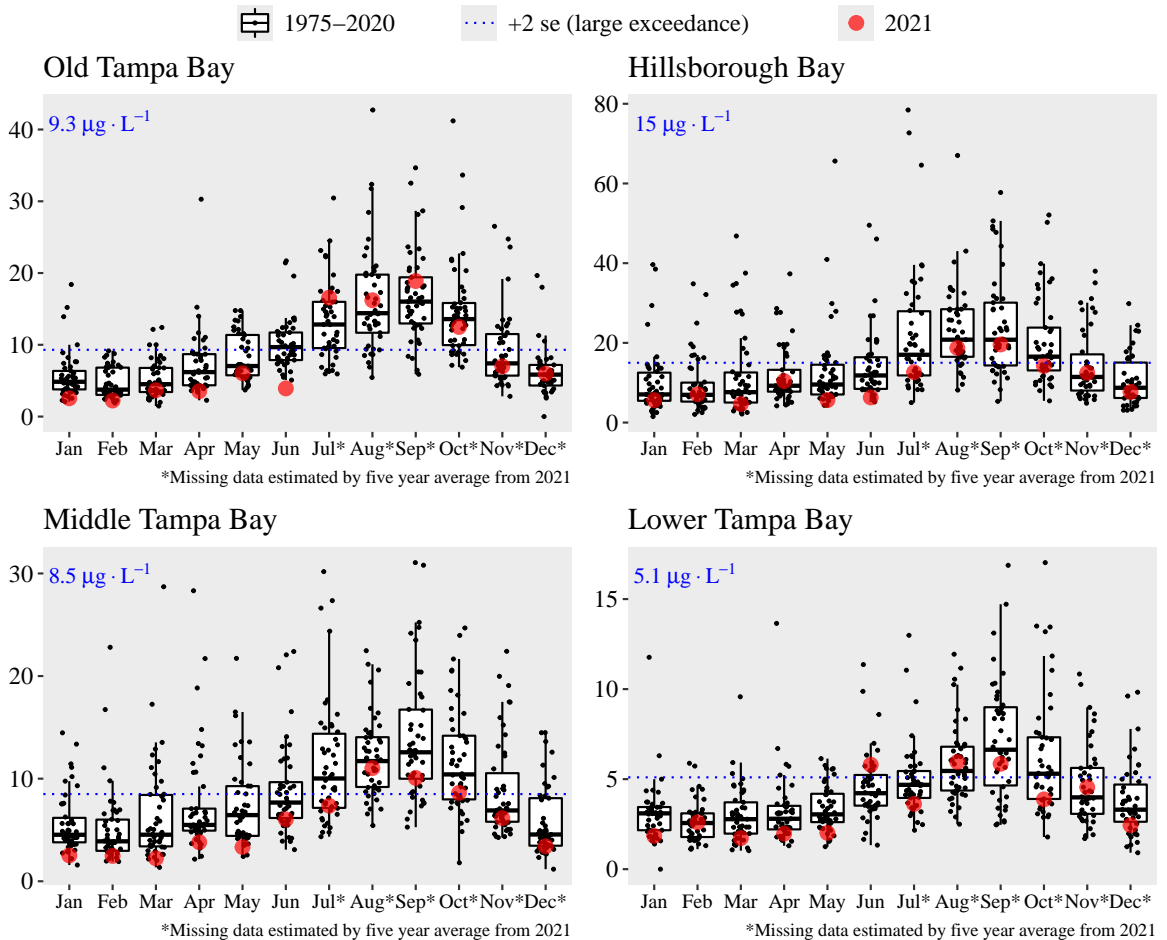 1975–2020 +2 se (large exceedance) 2021
Old Tampa Bay
9.3 μg · L⁻¹
40
30
20
10
0
Jan Feb Mar Apr May Jun Jul* Aug* Sep* Oct* Nov* Dec*
*Missing data estimated by five year average from 2021
Hillsborough Bay
15 μg · L⁻¹
80
60
40
20
0
Jan Feb Mar Apr May Jun Jul* Aug* Sep* Oct* Nov* Dec*
*Missing data estimated by five year average from 2021
Middle Tampa Bay
8.5 μg · L⁻¹
30
20
10
0
Jan Feb Mar Apr May Jun Jul* Aug* Sep* Oct* Nov* Dec*
*Missing data estimated by five year average from 2021
Lower Tampa Bay
5.1 μg · L⁻¹
15
10
5
0
Jan Feb Mar Apr May Jun Jul* Aug* Sep* Oct* Nov* Dec*
*Missing data estimated by five year average from 2021